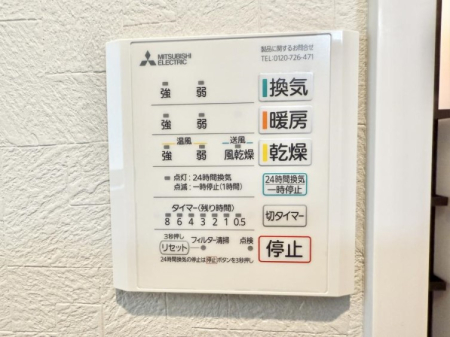 MITSUBISHI
ELECTRIC
製品に関するお問合せ
TEL:0120-726-471
強 弱 換気
強 弱 暖房
温風 送風
強 弱 風乾燥 乾燥
点灯:24時間換気
点滅:一時停止(1時間)
24時間換気
一時停止
タイマー(残り時間)
8 6 4 3 2 1 0.5
切タイマー
3秒押し
リセット フィルター清掃 点検
停止
24時間換気の停止は停止ボタンを3秒押し